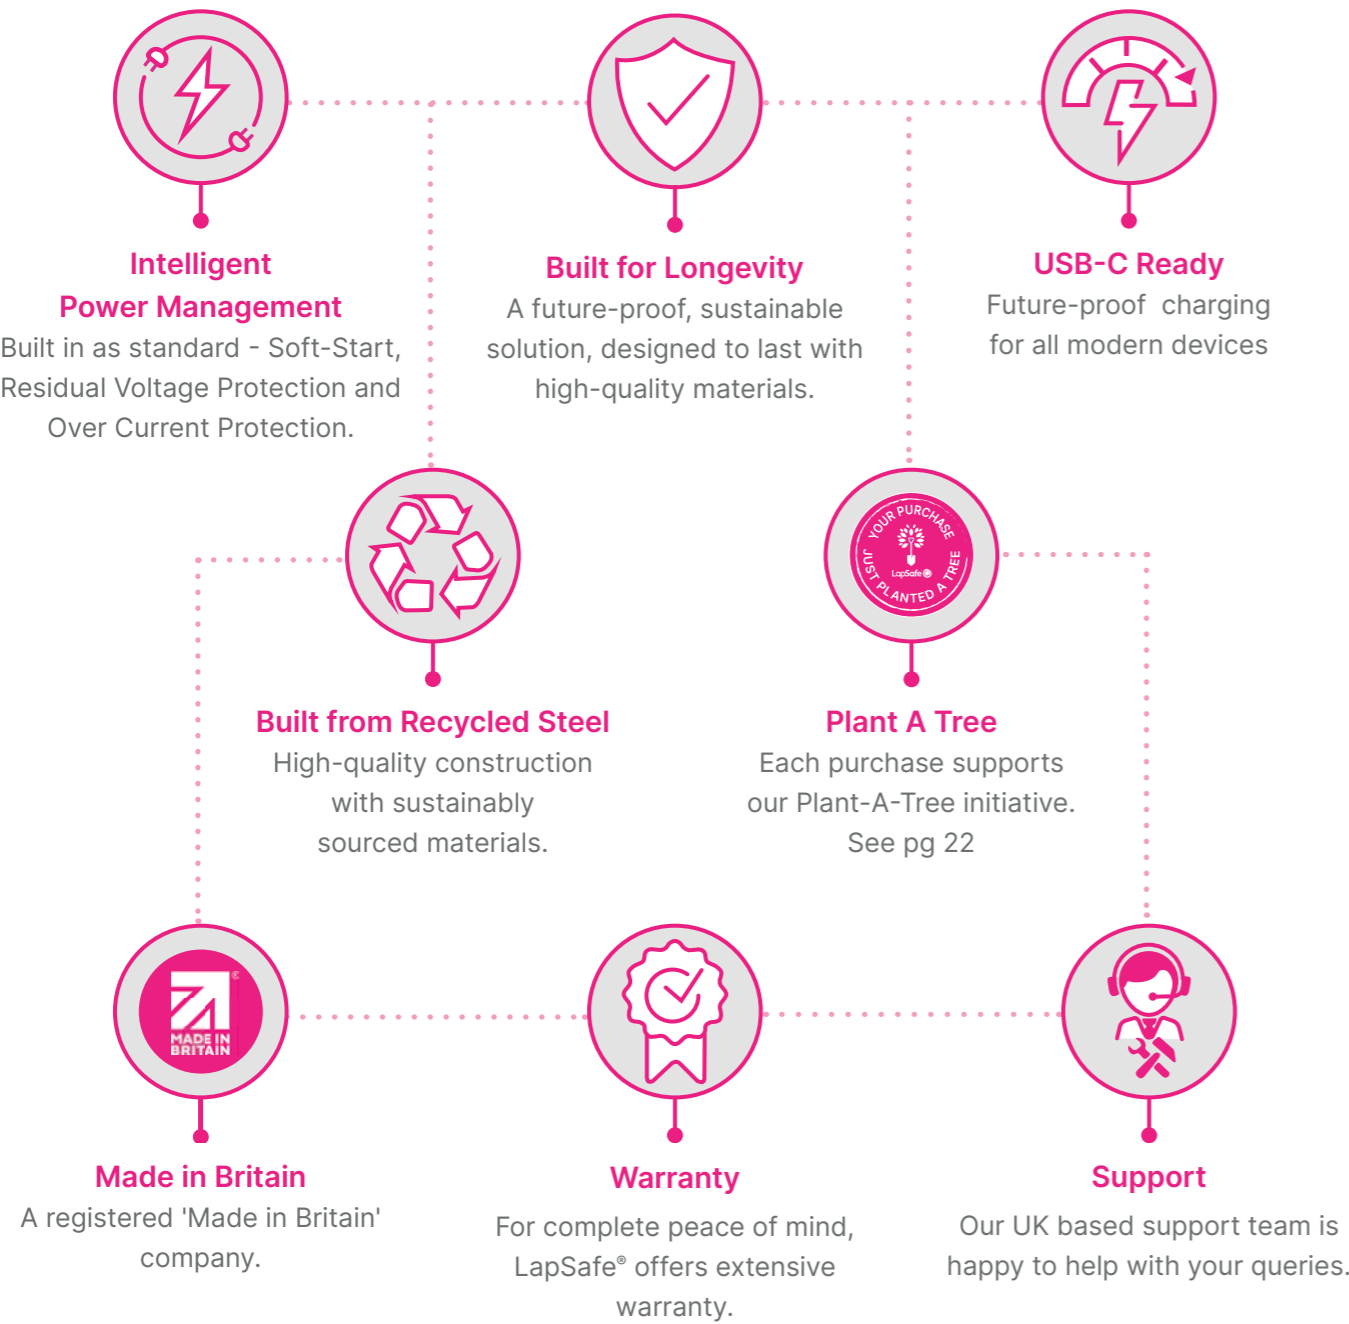 Intelligent
Power Management
Built in as standard - Soft-Start,
Residual Voltage Protection and
Over Current Protection.
Built for Longevity
A future-proof, sustainable
solution, designed to last with
high-quality materials.
USB-C Ready
Future-proof charging
for all modern devices
Built from Recycled Steel
High-quality construction
with sustainably
sourced materials.
YOUR PURCHASE
LapSafe
JUST PLANTED A TREE
Plant A Tree
Each purchase supports
our Plant-A-Tree initiative.
See pg 22
MADE IN
BRITAIN
®
Made in Britain
A registered 'Made in Britain'
company.
Warranty
For complete peace of mind,
LapSafe® offers extensive
warranty.
Support
Our UK based support team is
happy to help with your queries.